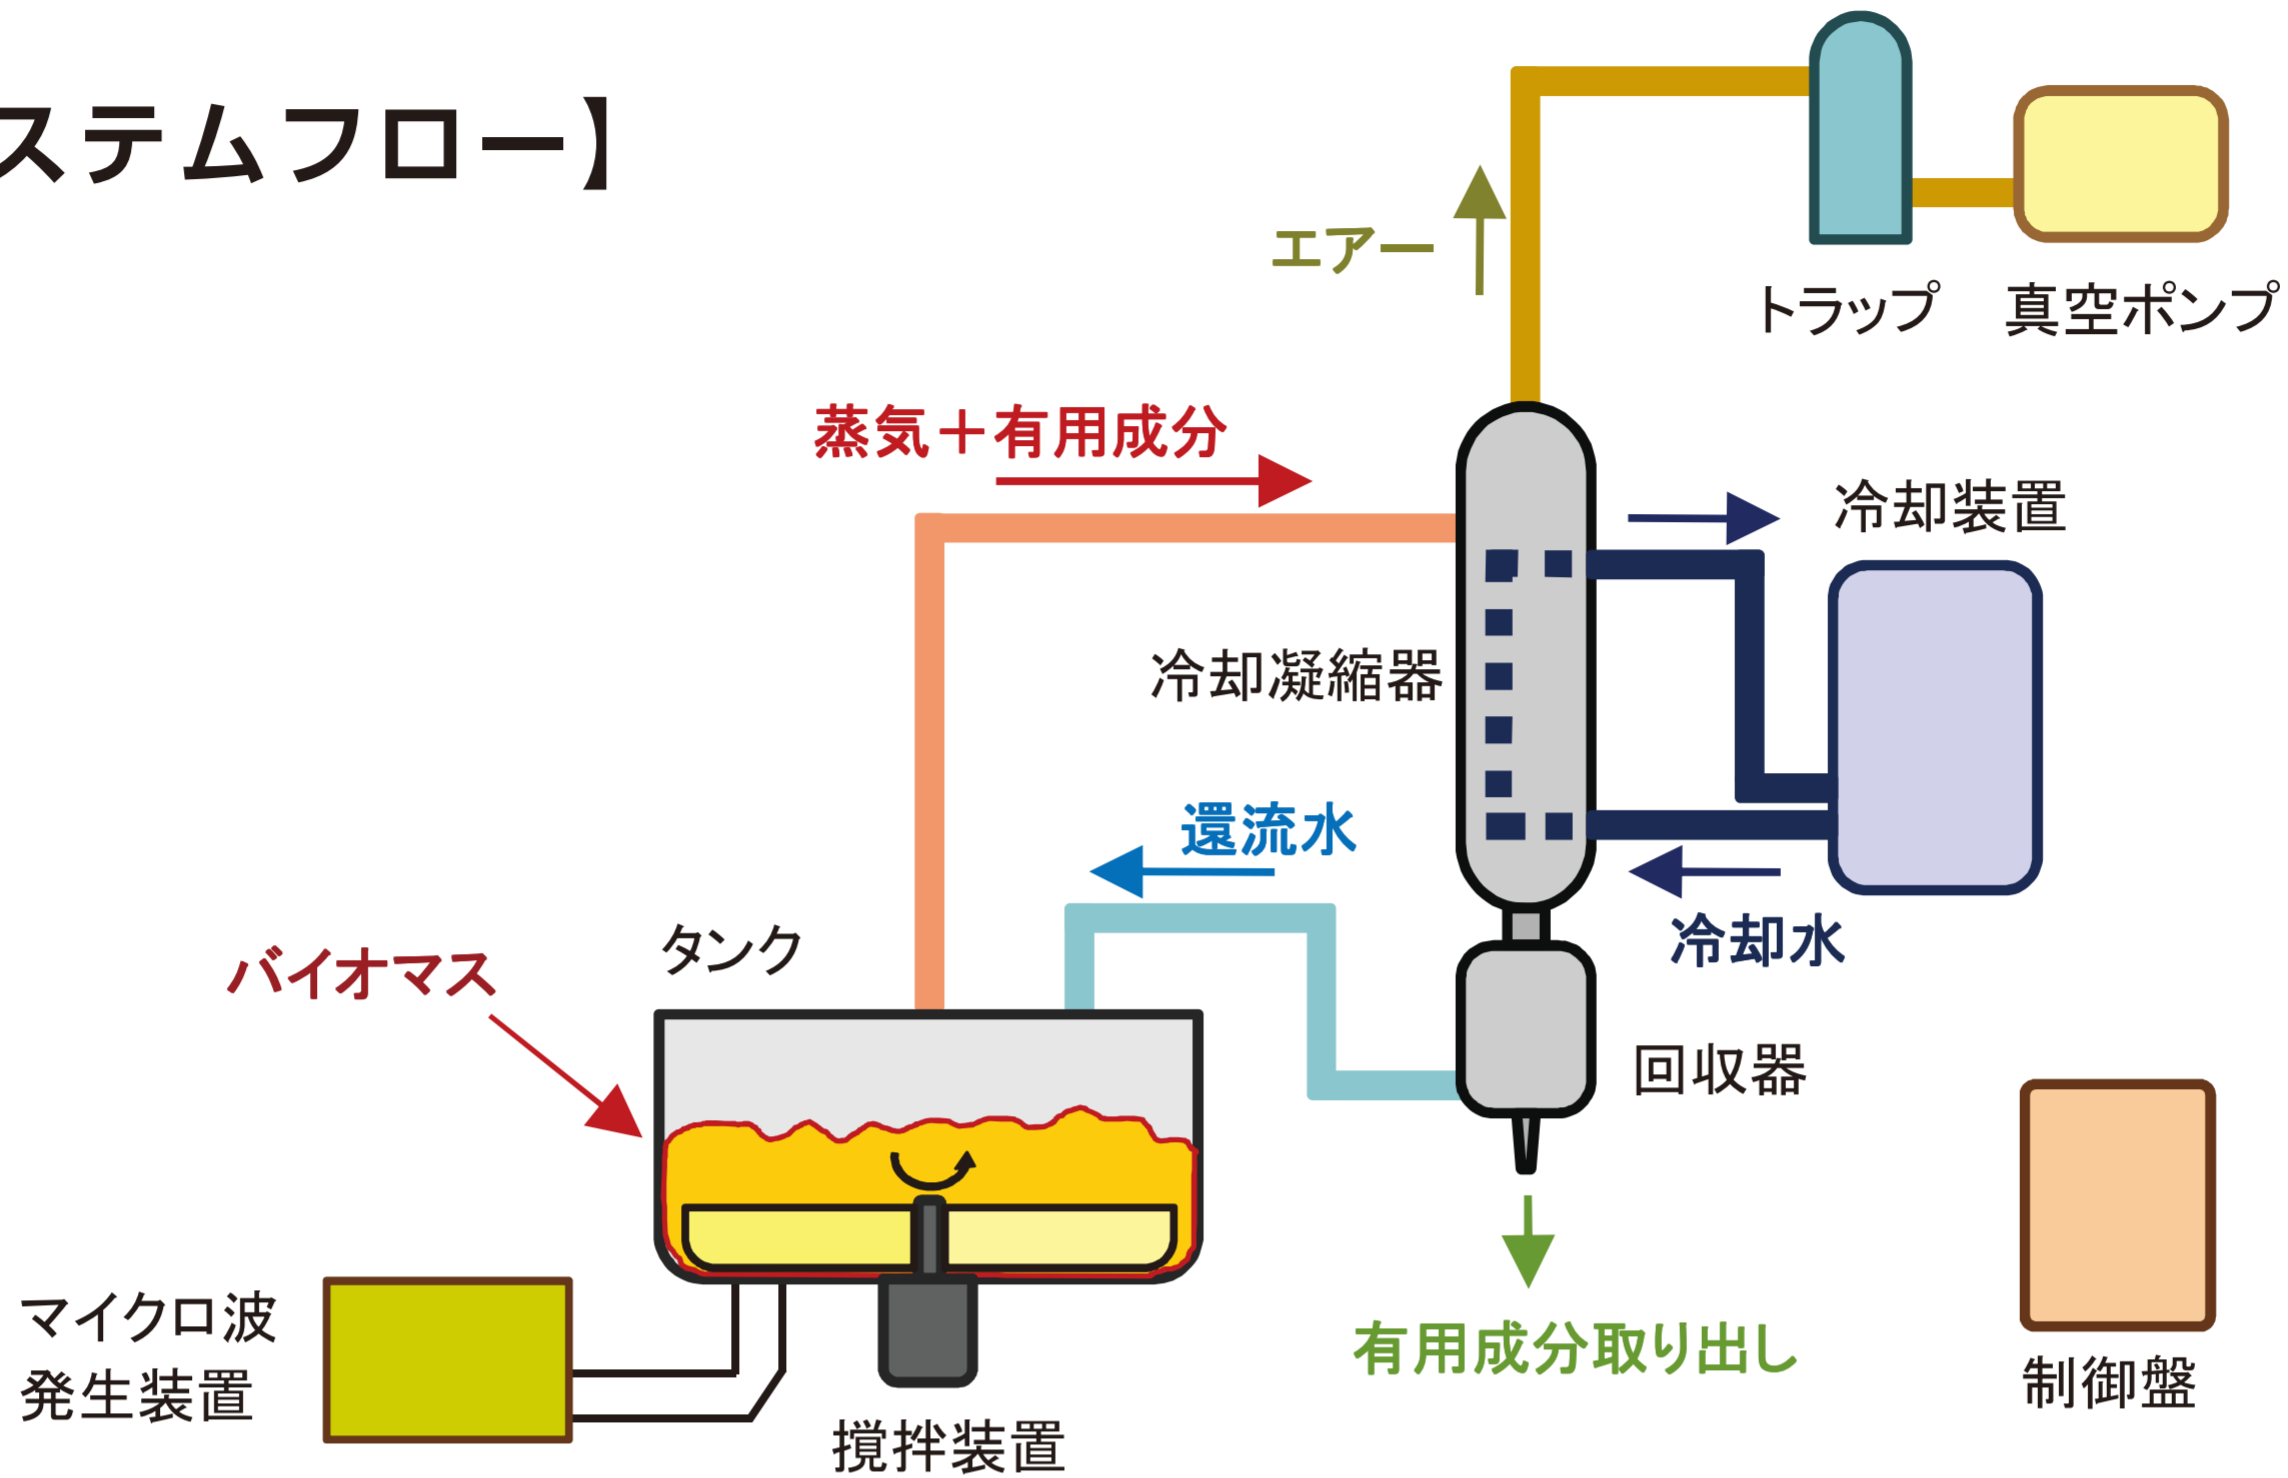 ステムフロー】
エアー
トラップ
真空ポンプ
蒸気＋有用成分
冷却装置
冷却凝縮器
還流水
冷却水
タンク
バイオマス
回収器
マイクロ波
発生装置
有用成分取り出し
制御盤
撹拌装置